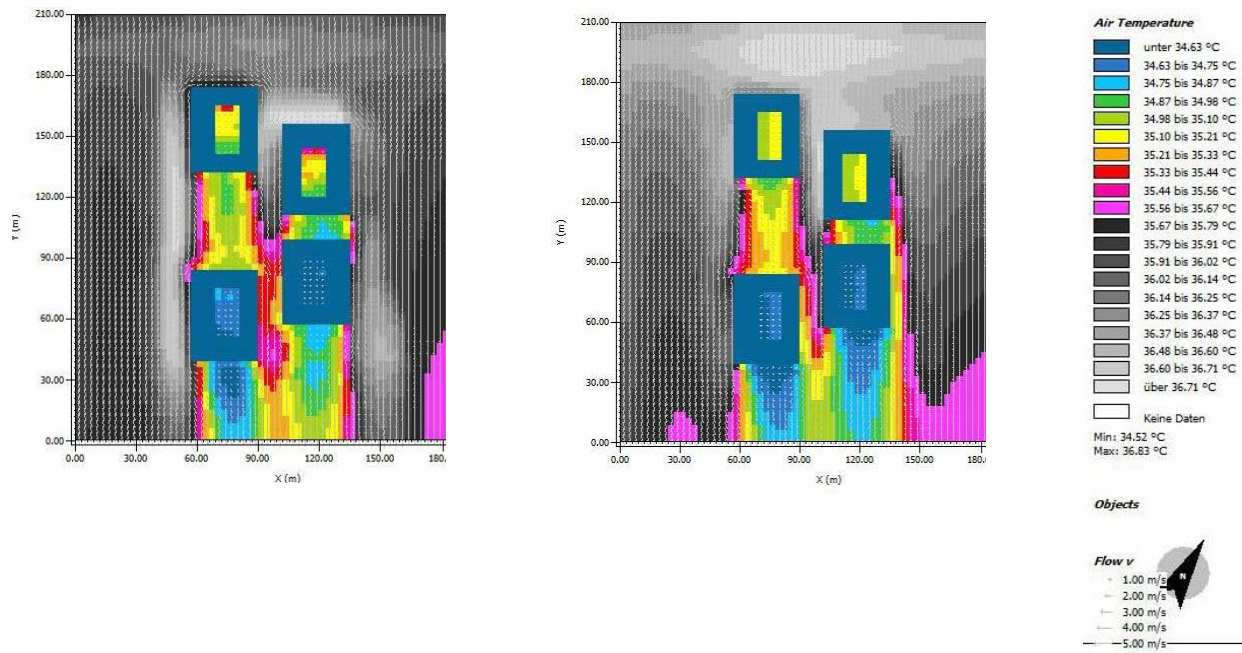 210.00
180.00
150.00
120.00
90.00
60.00
30.00
0.00
Y (m)
0.00 30.00 60.00 90.00 120.00 150.00 180.
X (m)
210.00
180.00
150.00
120.00
90.00
60.00
30.00
0.00
Y (m)
0.00 30.00 60.00 90.00 120.00 150.00 180.
X (m)
Air Temperature
unter 34.63 °C
34.63 bis 34.75 °C
34.75 bis 34.87 °C
34.87 bis 34.98 °C
34.98 bis 35.10 °C
35.10 bis 35.21 °C
35.21 bis 35.33 °C
35.33 bis 35.44 °C
35.44 bis 35.56 °C
35.56 bis 35.67 °C
35.67 bis 35.79 °C
35.79 bis 35.91 °C
35.91 bis 36.02 °C
36.02 bis 36.14 °C
36.14 bis 36.25 °C
36.25 bis 36.37 °C
36.37 bis 36.48 °C
36.48 bis 36.60 °C
36.60 bis 36.71 °C
über 36.71 °C
Keine Daten
Min: 34.52 °C
Max: 36.83 °C
Objects
Flow v
N
1.00 m/s
2.00 m/s
3.00 m/s
4.00 m/s
5.00 m/s